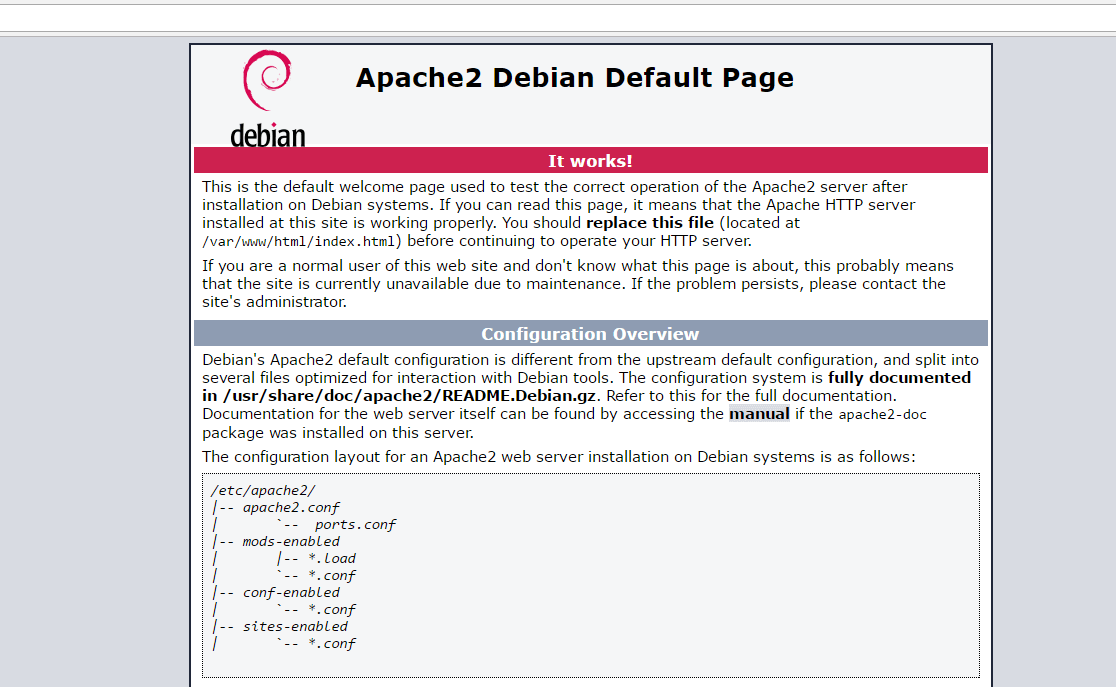 debian
Apache2 Debian Default Page
It works!
This is the default welcome page used to test the correct operation of the Apache2 server after
installation on Debian systems. If you can read this page, it means that the Apache HTTP server
installed at this site is working properly. You should replace this file (located at
/var/www/html/index.html) before continuing to operate your HTTP server.
If you are a normal user of this web site and don't know what this page is about, this probably means
that the site is currently unavailable due to maintenance. If the problem persists, please contact the
site's administrator.
Configuration Overview
Debian's Apache2 default configuration is different from the upstream default configuration, and split into
several files optimized for interaction with Debian tools. The configuration system is fully documented
in /usr/share/doc/apache2/README.Debian.gz. Refer to this for the full documentation.
Documentation for the web server itself can be found by accessing the manual if the apache2-doc
package was installed on this server.
The configuration layout for an Apache2 web server installation on Debian systems is as follows:
/etc/apache2/
|-- apache2.conf
|       `--  ports.conf
|-- mods-enabled
|       |-- *.load
|       `-- *.conf
|-- conf-enabled
|       `-- *.conf
|-- sites-enabled
|       `-- *.conf